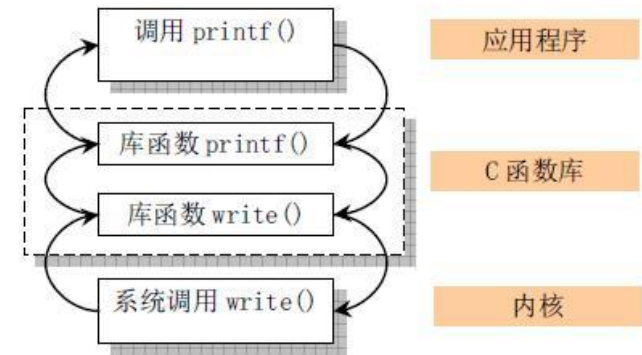 调用 printf()
应用程序
库函数 printf()
C 函数库
库函数 write()
系统调用 write()
内核